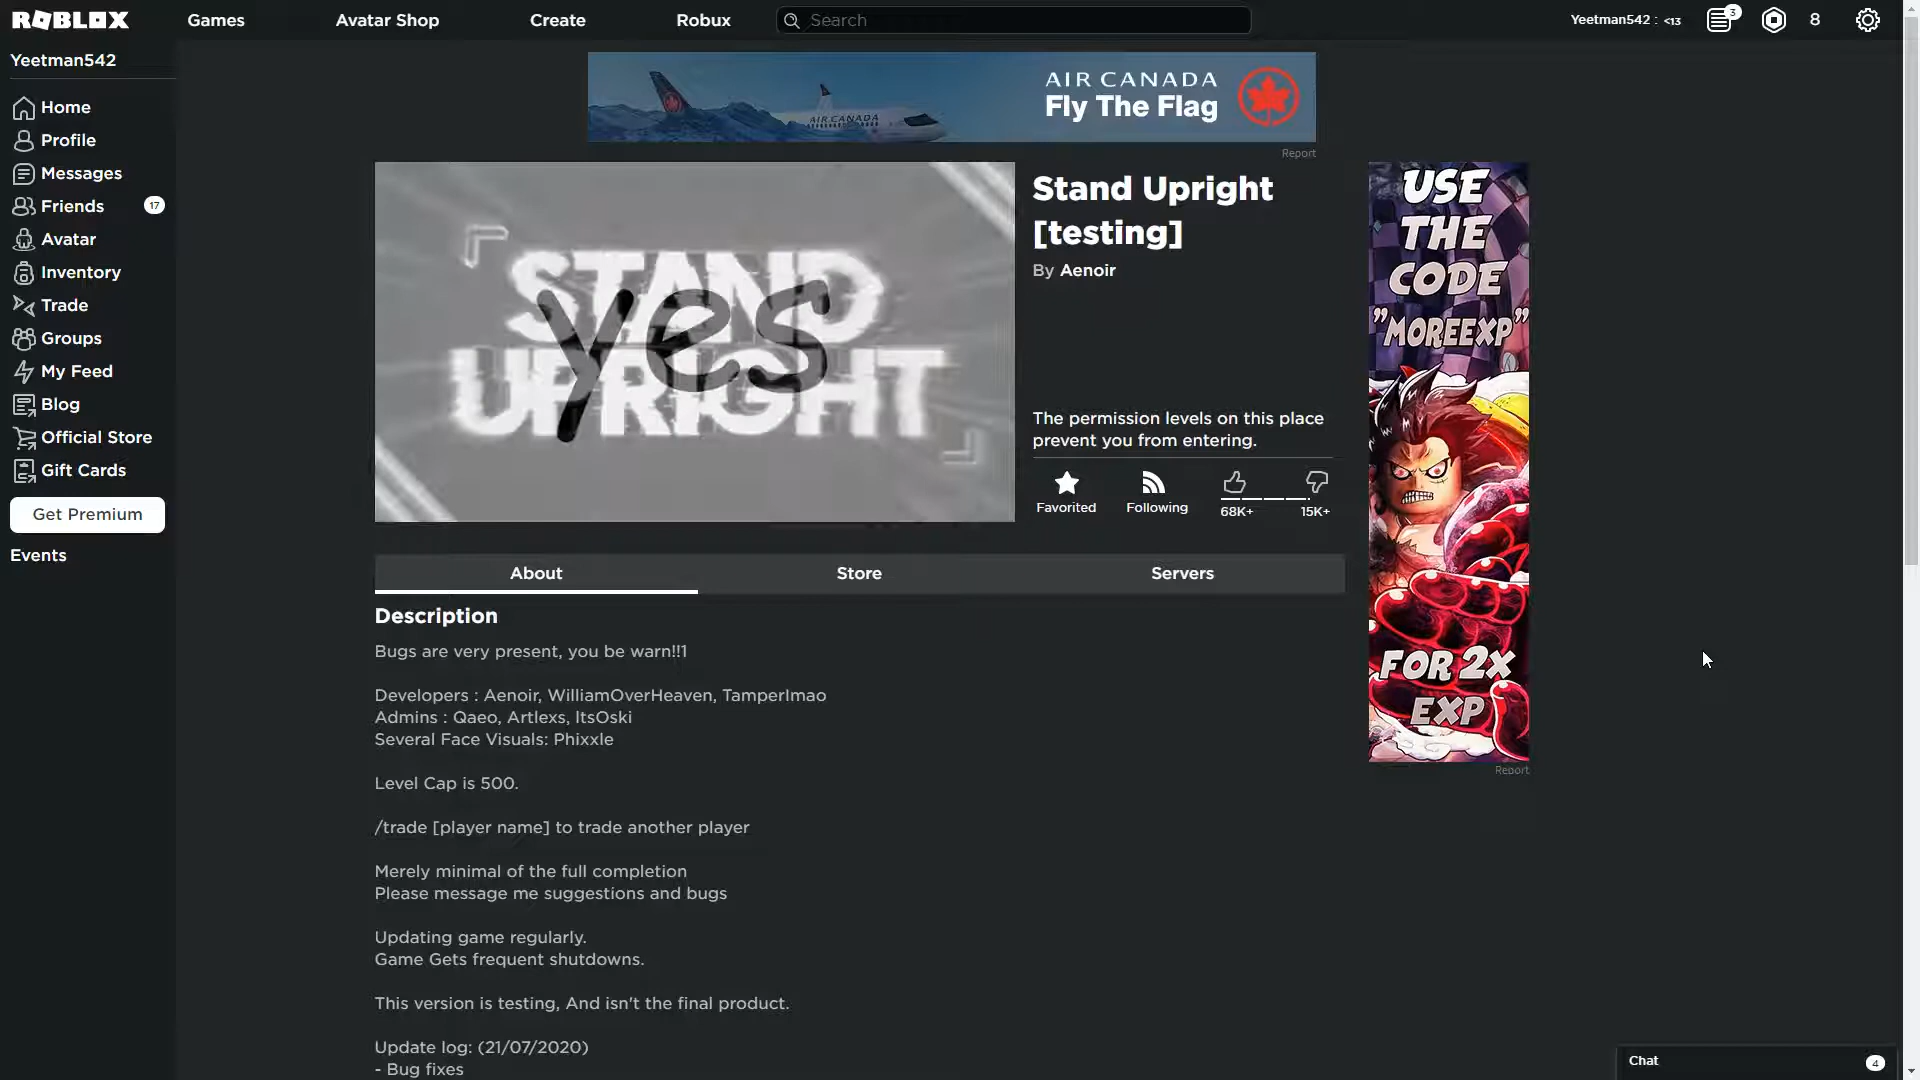 ROBLOX
Games
Avatar Shop
Create
Robux
Search
Yeetman542 : <13
3
8
Yeetman542
Home
Profile
Messages
Friends
17
Avatar
Inventory
Trade
Groups
My Feed
Blog
Official Store
Gift Cards
Get Premium
Events
AIR CANADA
AIR CANADA
Fly The Flag
Report
STAND
yes
UPRIGHT
Stand Upright
[testing]
By Aenoir
The permission levels on this place
prevent you from entering.
Favorited
Following
68K+
15K+
USE
THE
CODE
"MOREEXP"
FOR 2X
EXP
Report
About
Store
Servers
Description
Bugs are very present, you be warn!!1
Developers : Aenoir, WilliamOverHeaven, Tamperlmao
Admins : Qaeo, Artlexs, ItsOski
Several Face Visuals: Phixxle
Level Cap is 500.
/trade [player name] to trade another player
Merely minimal of the full completion
Please message me suggestions and bugs
Updating game regularly.
Game Gets frequent shutdowns.
This version is testing, And isn't the final product.
Update log: (21/07/2020)
- Bug fixes
Chat
4